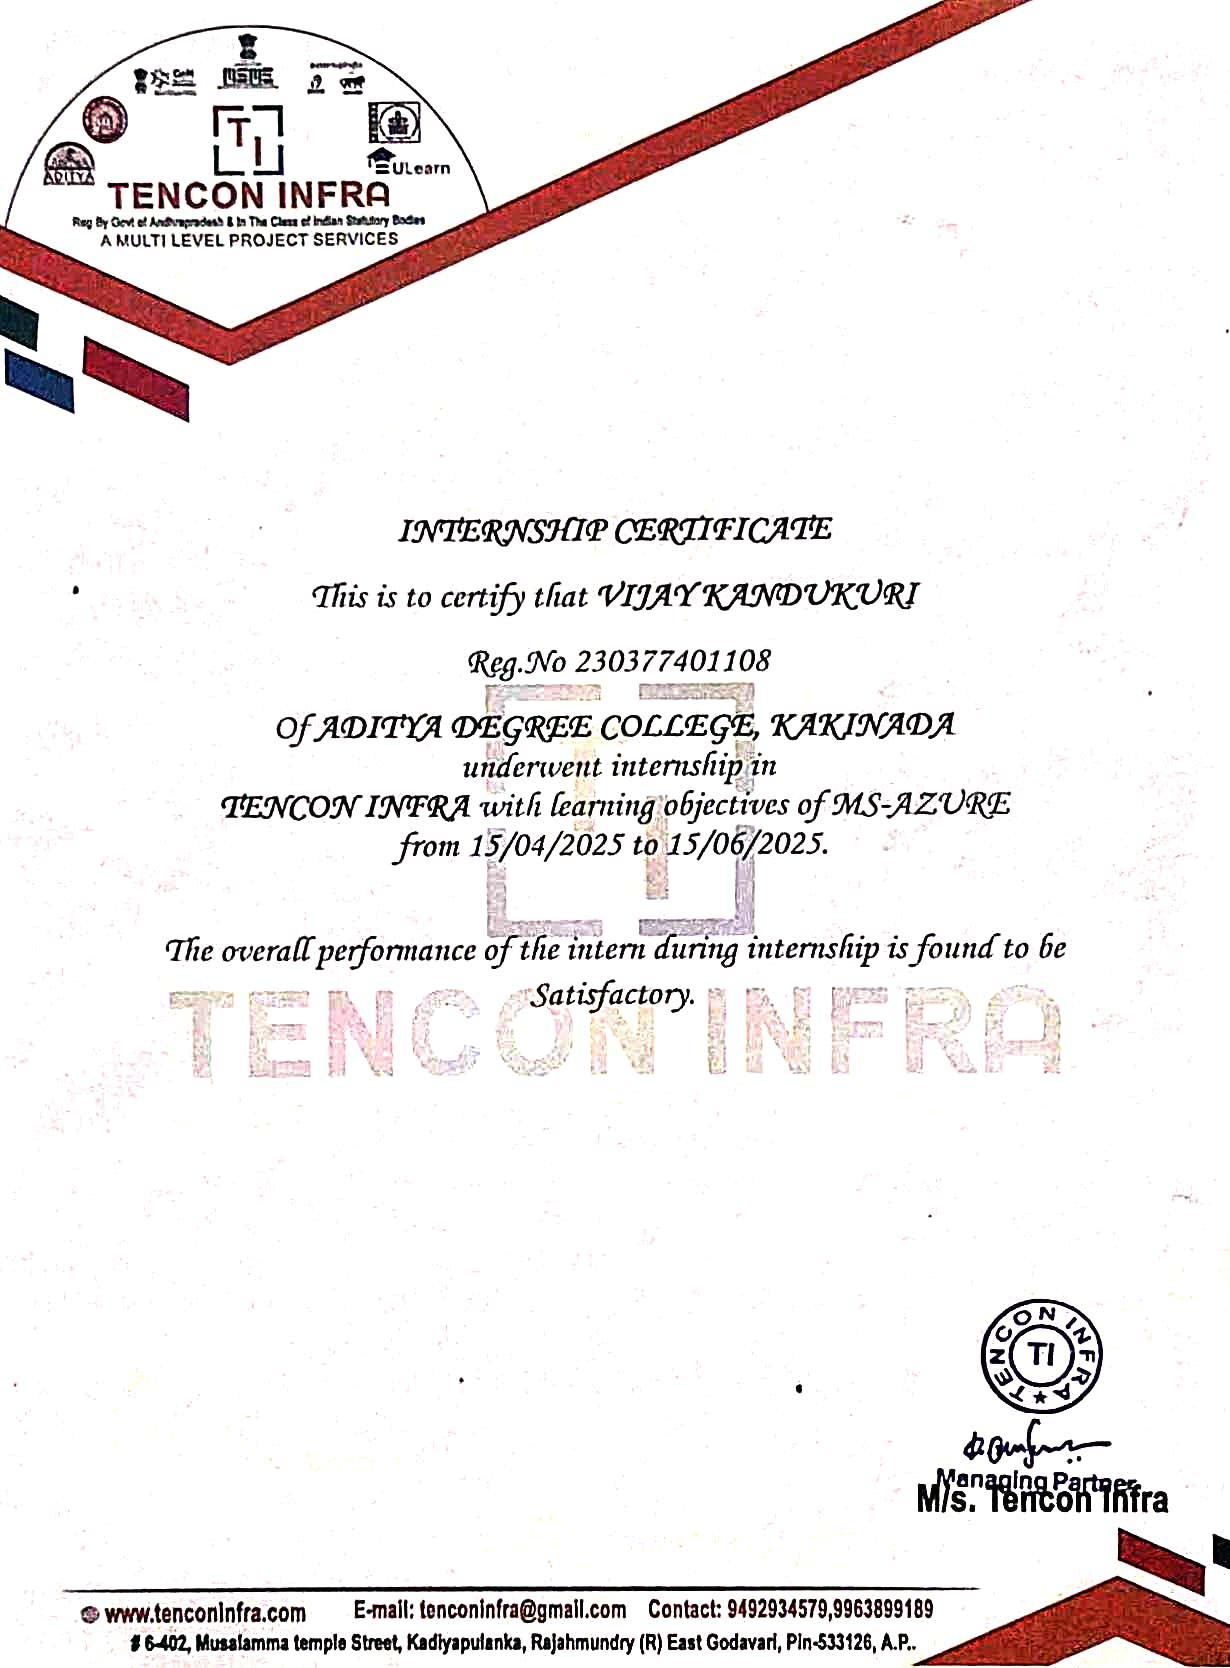 MSME
TI
ADITYA
ULearn
TENCON INFRA
Reg By Govt of Andhrapradesh & In The Class of Indian Statutory Bodies
A MULTI LEVEL PROJECT SERVICES
INTERNSHIP CERTIFICATE
This is to certify that VIJAY KANDUKURI
Reg.No 230377401108
Of ADITYA DEGREE COLLEGE, KAKINADA
underwent internship in
TENCON INFRA with learning objectives of MS-AZURE
from 15/04/2025 to 15/06/2025.
The overall performance of the intern during internship is found to be
Satisfactory.
TENCON INFRA
TENCON INFRA
TI
Managing Partner
M/s. Tencon Infra
www.tenconinfra.com E-mail: tenconinfra@gmail.com Contact: 9492934579,9963899189
# 6-402, Musalamma temple Street, Kadiyapulanka, Rajahmundry (R) East Godavari, Pin-533126, A.P..